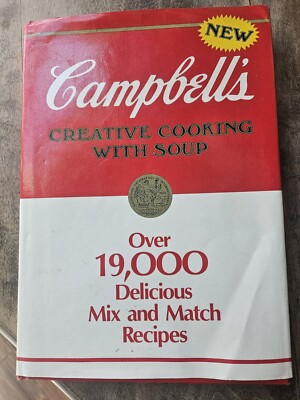 NEW
Campbell's
CREATIVE COOKING
WITH SOUP
Over
19,000
Delicious
Mix and Match
Recipes